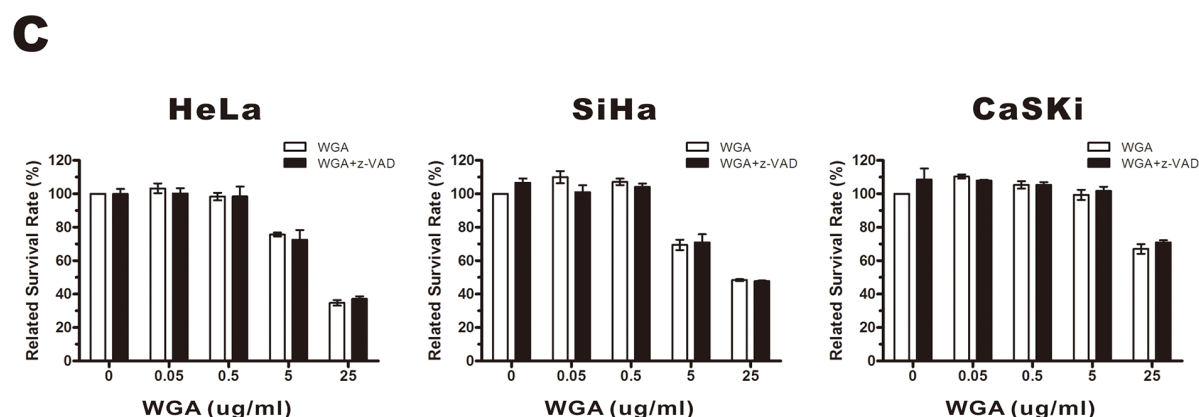 C
HeLa
WGA
WGA+z-VAD
Related Survival Rate (%)
120
100
80
60
40
20
0
0 0.05 0.5 5 25
WGA (ug/ml)
SiHa
WGA
WGA+z-VAD
Related Survival Rate (%)
120
100
80
60
40
20
0
0 0.05 0.5 5 25
WGA (ug/ml)
CaSKi
WGA
WGA+z-VAD
Related Survival Rate (%)
120
100
80
60
40
20
0
0 0.05 0.5 5 25
WGA (ug/ml)